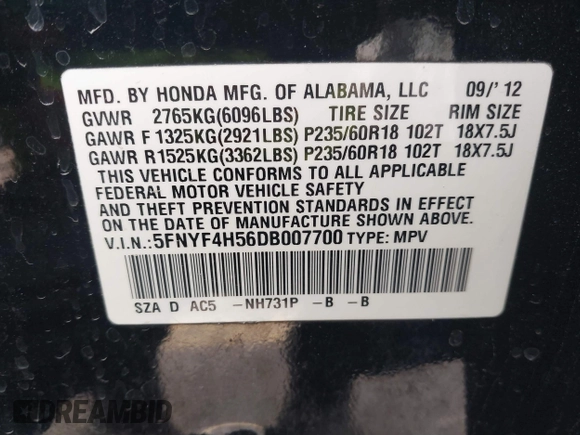 MFD. BY HONDA MFG. OF ALABAMA, LLC 09/'12
GVWR 2765KG(6096LBS) TIRE SIZE RIM SIZE
GAWR F 1325KG(2921LBS) P235/60R18 102T 18X7.5J
GAWR R 1525KG(3362LBS) P235/60R18 102T 18X7.5J
THIS VEHICLE CONFORMS TO ALL APPLICABLE
FEDERAL MOTOR VEHICLE SAFETY
AND THEFT PREVENTION STANDARDS IN EFFECT
ON THE DATE OF MANUFACTURE SHOWN ABOVE.
V.I.N.:5FNYF4H56DB007700 TYPE: MPV
SZA D AC5 -NH731P -B -B
DREAMBID